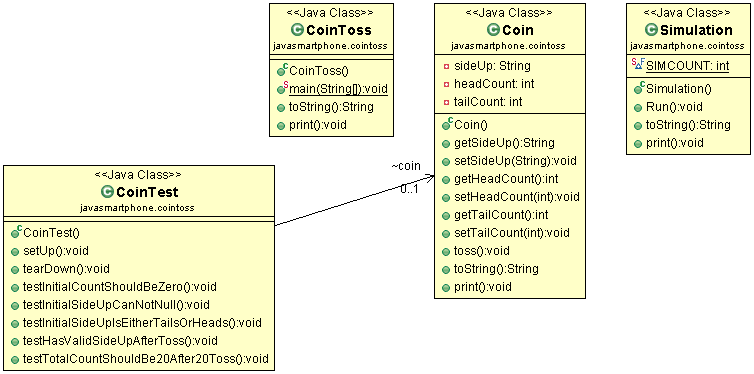 <<Java Class>>
CoinToss
javasmartphone.cointoss
CoinToss()
main(String[]):void
toString():String
print():void
<<Java Class>>
Coin
javasmartphone.cointoss
sideUp: String
headCount: int
tailCount: int
Coin()
getSideUp():String
setSideUp(String):void
getHeadCount():int
setHeadCount(int):void
getTailCount():int
setTailCount(int):void
toss():void
toString():String
print():void
<<Java Class>>
Simulation
javasmartphone.cointoss
SIMCOUNT: int
Simulation()
Run():void
toString():String
print():void
<<Java Class>>
CoinTest
javasmartphone.cointoss
CoinTest()
setUp():void
tearDown():void
testInitialCountShouldBeZero():void
testInitialSideUpCanNotNull():void
testInitialSideUpIsEitherTailsOrHeads():void
testHasValidSideUpAfterToss():void
testTotalCountShouldBe20After20Toss():void
~coin
0..1